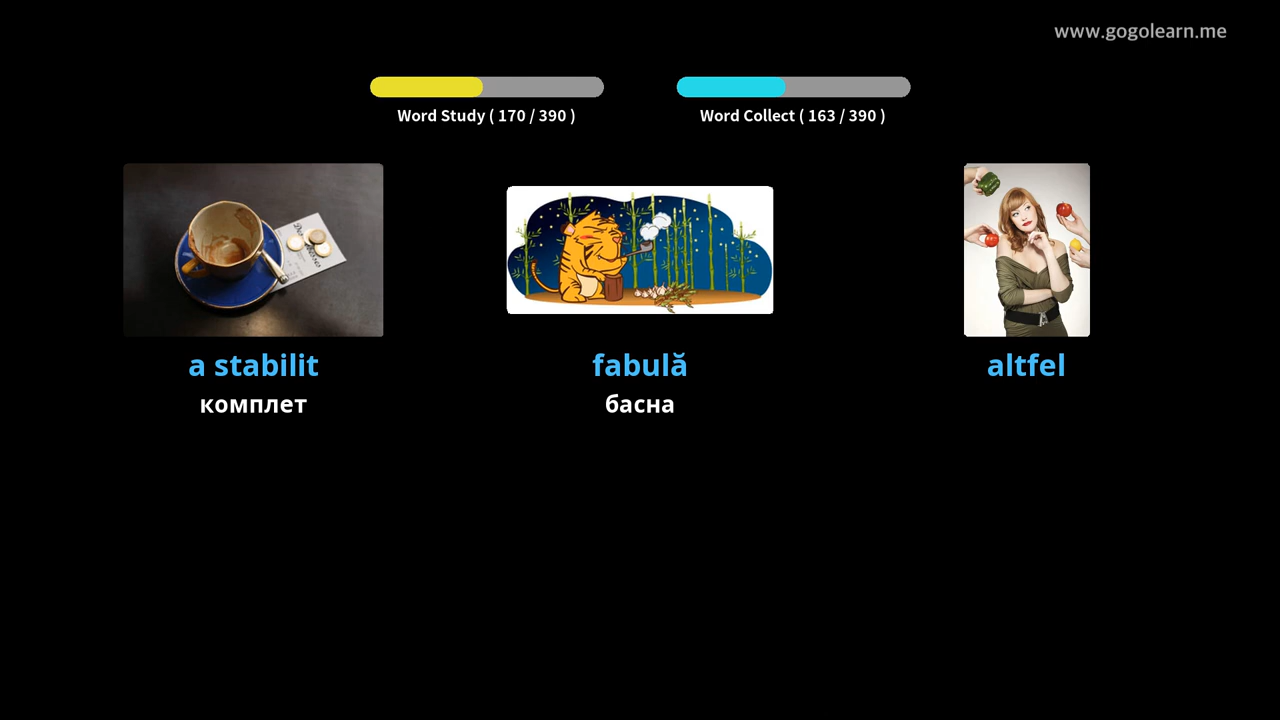 www.gogolearn.me
Word Study ( 170 / 390 )
Word Collect ( 163 / 390 )
a stabilit
комплет
fabulă
басна
altfel